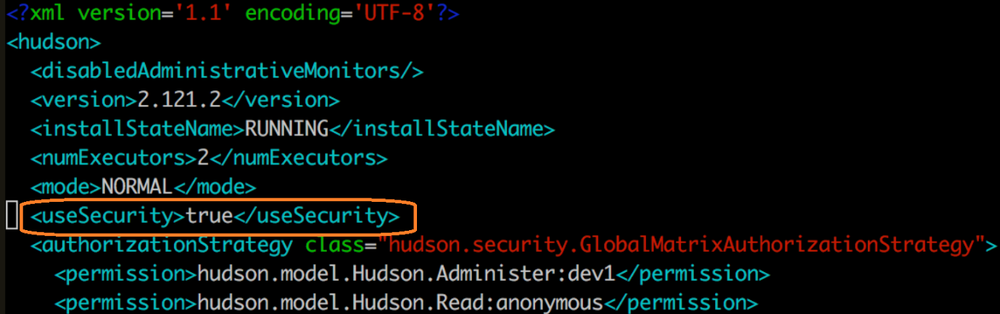 <?xml version='1.1' encoding='UTF-8'?>
<hudson>
  <disabledAdministrativeMonitors/>
  <version>2.121.2</version>
  <installStateName>RUNNING</installStateName>
  <numExecutors>2</numExecutors>
  <mode>NORMAL</mode>
  <useSecurity>true</useSecurity>
  <authorizationStrategy class="hudson.security.GlobalMatrixAuthorizationStrategy">
    <permission>hudson.model.Hudson.Administer:dev1</permission>
    <permission>hudson.model.Hudson.Read:anonymous</permission>